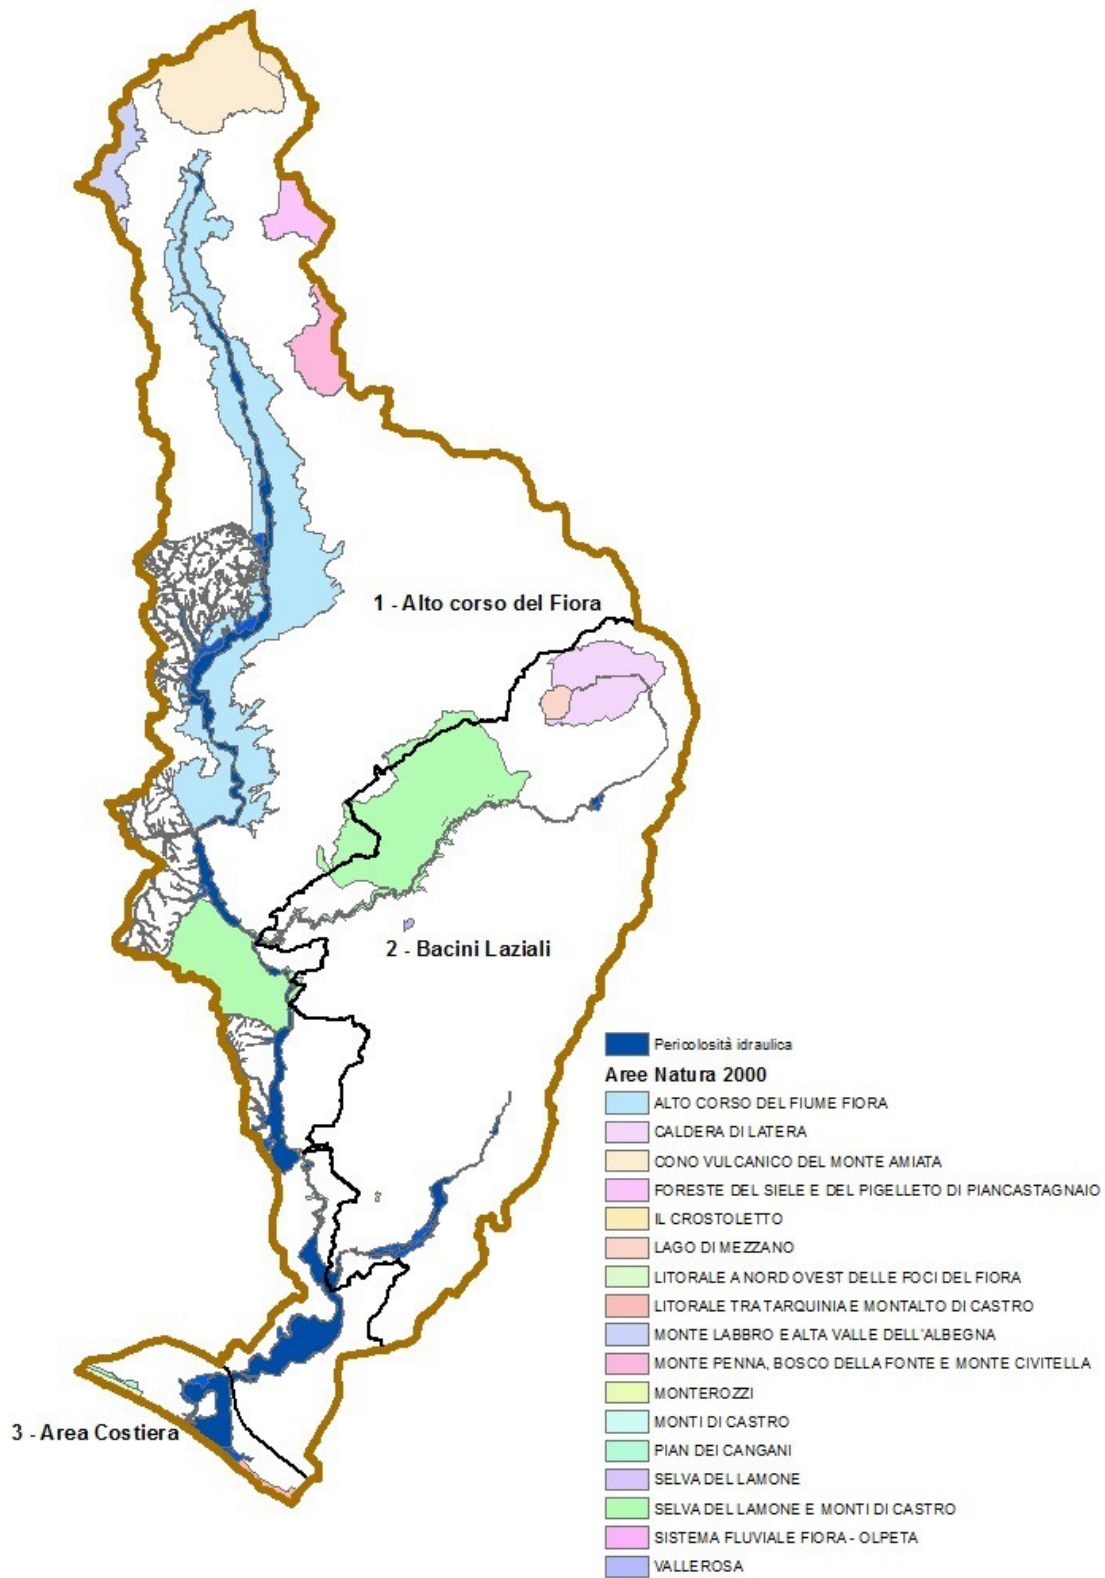 1 - Alto corso del Fiora
2 - Bacini Laziali
3 - Area Costiera
Pericolosità idraulica
Aree Natura 2000
ALTO CORSO DEL FIUME FIORA
CALDERA DI LATERA
CONO VULCANICO DEL MONTE AMIATA
FORESTE DEL SIELE E DEL PIGELLETO DI PIANCASTAGNAIO
IL CROSTOLETTO
LAGO DI MEZZANO
LITORALE A NORD OVEST DELLE FOCI DEL FIORA
LITORALE TRA TARQUINIA E MONTALTO DI CASTRO
MONTE LABBRO E ALTA VALLE DELL'ALBEGNA
MONTE PENNA, BOSCO DELLA FONTE E MONTE CIVITELLA
MONTEROZZI
MONTI DI CASTRO
PIAN DEI CANGANI
SELVA DEL LAMONE
SELVA DEL LAMONE E MONTI DI CASTRO
SISTEMA FLUVIALE FIORA - OLPETA
VALLEROSA